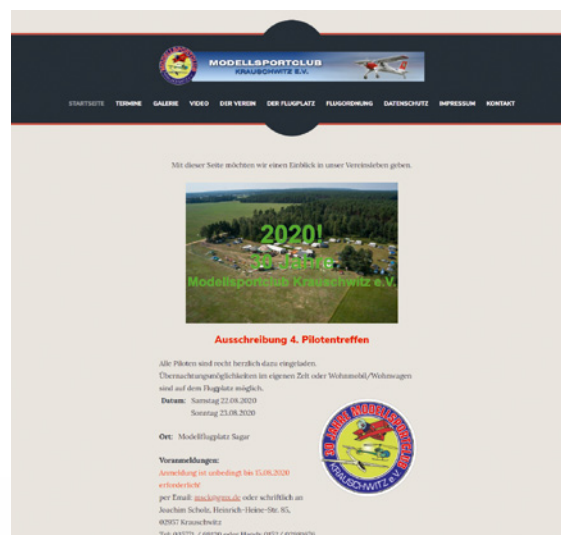 MODELLSPORTCLUB
KRAUSCHWITZ E.V.
STARTSEITE TERMINE GALERIE VIDEO DER VEREIN DER FLUGPLATZ FLUGORDNUNG DATENSCHUTZ IMPRESSUM KONTAKT
Mit dieser Seite möchten wir einen Einblick in unser Vereinsleben geben.
2020!
30 Jahre
Modellsportclub Krauschwitz e.V.
Ausschreibung 4. Pilotentreffen
Alle Piloten sind recht herzlich dazu eingeladen.
Übernachtungsmöglichkeiten im eigenen Zelt oder Wohnmobil/Wohnwagen
sind auf dem Flugplatz möglich.
Datum: Samstag 22.08.2020
Sonntag 23.08.2020
Ort: Modellflugplatz Sagar
30 JAHRE MODELLSPORTCLUB
KRAUSCHWITZ e.V.
Voranmeldungen:
Anmeldung ist unbedingt bis 15.08.2020
erforderlich!
per Email: @gmx.de oder schriftlich an
Joachim Scholz, Heinrich-Heine-Str. 85,
02957 Krauschwitz